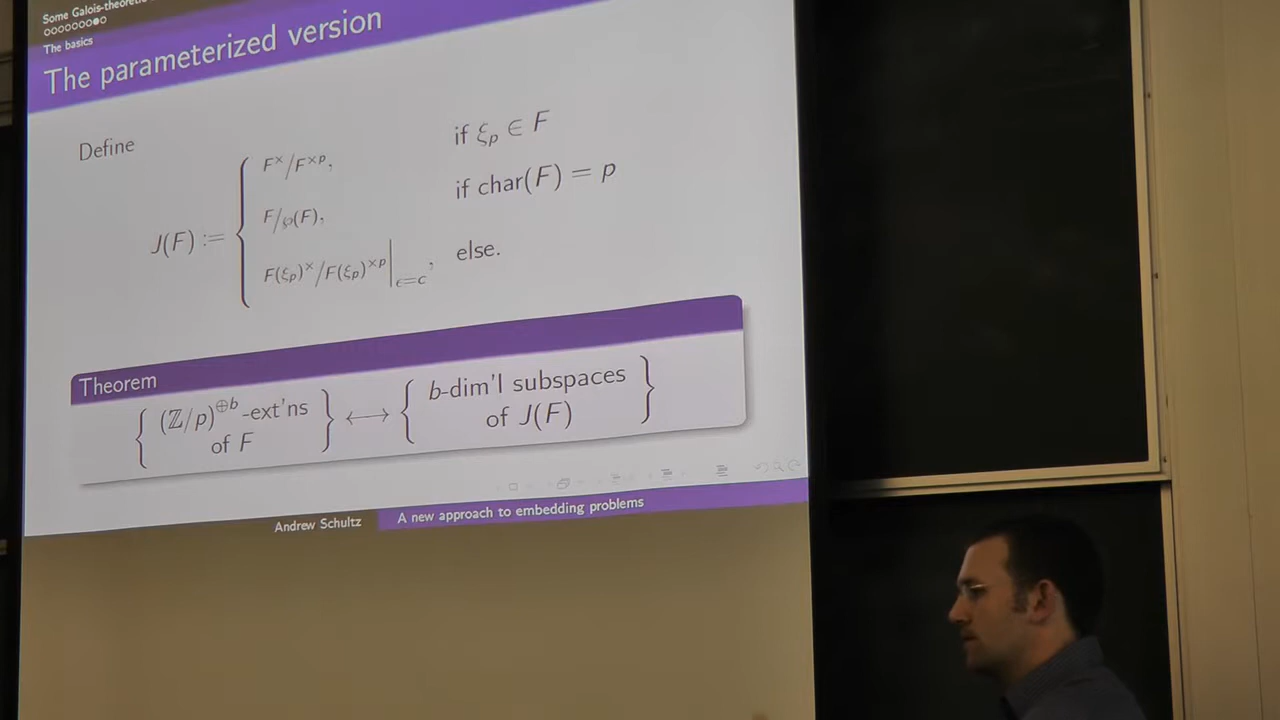 Some Galois-theoretic
The basics
The parameterized version
Define
J(F) := { F^×/F^{×p}, if ξ_p ∈ F
F/℘(F), if char(F) = p
F(ξ_p)^×/F(ξ_p)^{×p}|_{ϵ=c}, else.
Theorem
{ (ℤ/p)^{⊕b}-ext'ns of F } ⟷ { b-dim'l subspaces of J(F) }
Andrew Schultz A new approach to embedding problems